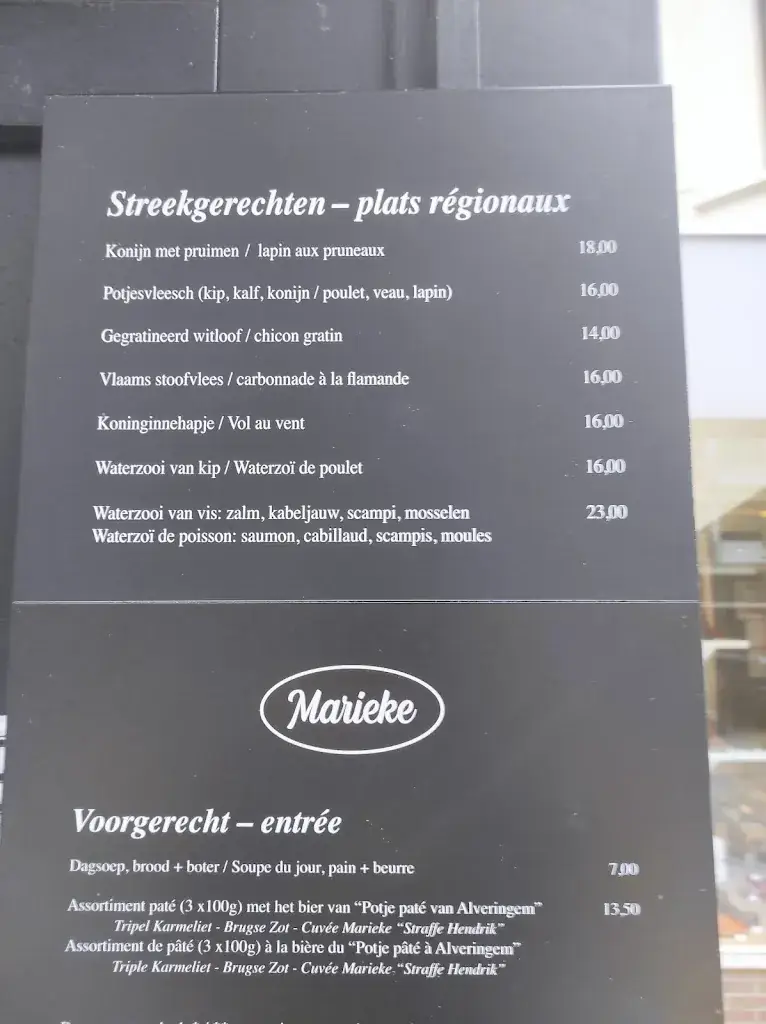 Streekgerechten – plats régionaux
Konijn met pruimen / lapin aux pruneaux 18,00
Potjesvleesch (kip, kalf, konijn / poulet, veau, lapin) 16,00
Gegratineerd witloof / chicon gratin 14,00
Vlaams stoofvlees / carbonnade à la flamande 16,00
Koninginnehapje / Vol au vent 16,00
Waterzooi van kip / Waterzoï de poulet 16,00
Waterzooi van vis: zalm, kabeljauw, scampi, mosselen 23,00
Waterzoï de poisson: saumon, cabillaud, scampis, moules
Marieke
Voorgerecht – entrée
Dagsoep, brood + boter / Soupe du jour, pain + beurre 7,00
Assortiment paté (3 x100g) met het bier van “Potje paté van Alveringem” 13,50
Tripel Karmeliet - Brugse Zot - Cuvée Marieke “Straffe Hendrik”
Assortiment de pâté (3 x100g) à la bière du “Potje pâté à Alveringem”
Triple Karmeliet - Brugse Zot - Cuvée Marieke “Straffe Hendrik”